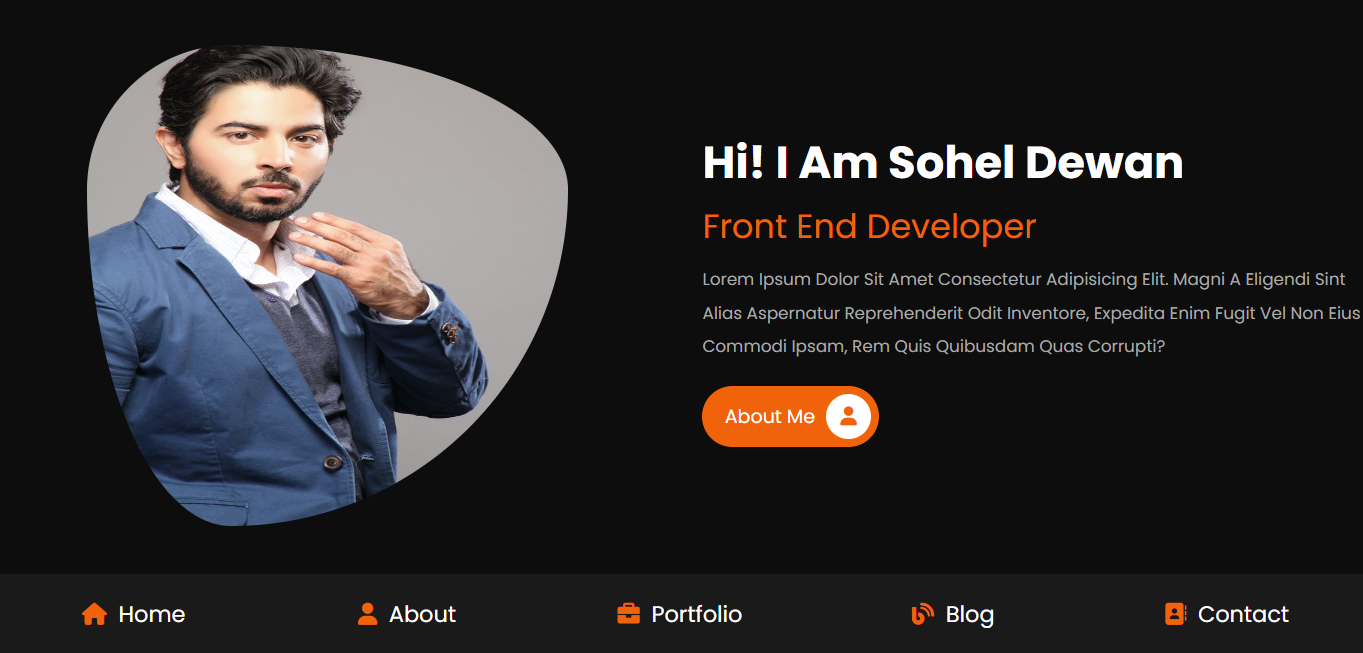 Hi! I Am Sohel Dewan
Front End Developer
Lorem Ipsum Dolor Sit Amet Consectetur Adipisicing Elit. Magni A Eligendi Sint
Alias Aspernatur Reprehenderit Odit Inventore, Expedita Enim Fugit Vel Non Eius
Commodi Ipsam, Rem Quis Quibusdam Quas Corrupti?
About Me
Home About Portfolio Blog Contact